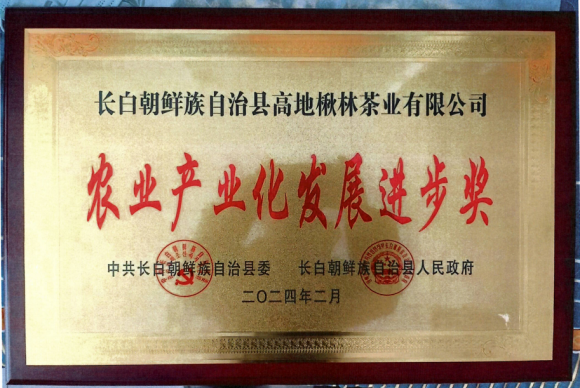 长白朝鲜族自治县高地楸林茶业有限公司
农业产业化发展进步奖
中共长白朝鲜族自治县委 长白朝鲜族自治县人民政府
二〇二四年二月